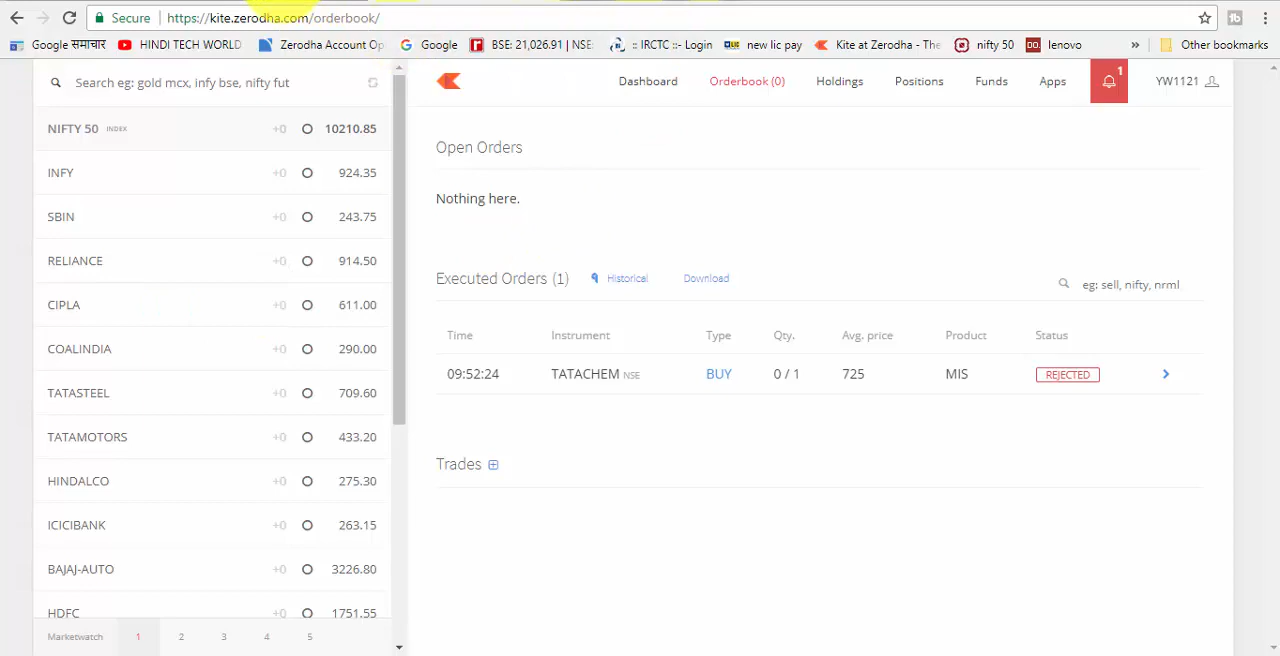 Secure https://kite.zerodha.com/orderbook/
Google समाचार HINDI TECH WORLD Zerodha Account Op Google BSE: 21,026.91 | NSE: :: IRCTC ::- Login new lic pay Kite at Zerodha - The nifty 50 DO. lenovo » Other bookmarks
Search eg: gold mcx, infy bse, nifty fut
Dashboard Orderbook (0) Holdings Positions Funds Apps 1 YW1121
NIFTY 50 INDEX +0 10210.85
INFY +0 924.35
SBIN +0 243.75
RELIANCE +0 914.50
CIPLA +0 611.00
COALINDIA +0 290.00
TATASTEEL +0 709.60
TATAMOTORS +0 433.20
HINDALCO +0 275.30
ICICIBANK +0 263.15
BAJAJ-AUTO +0 3226.80
HDFC +0 1751.55
Marketwatch 1 2 3 4 5
Open Orders
Nothing here.
Executed Orders (1) Historical Download eg: sell, nifty, nrml
Time Instrument Type Qty. Avg. price Product Status
09:52:24 TATACHEM NSE BUY 0 / 1 725 MIS REJECTED
Trades